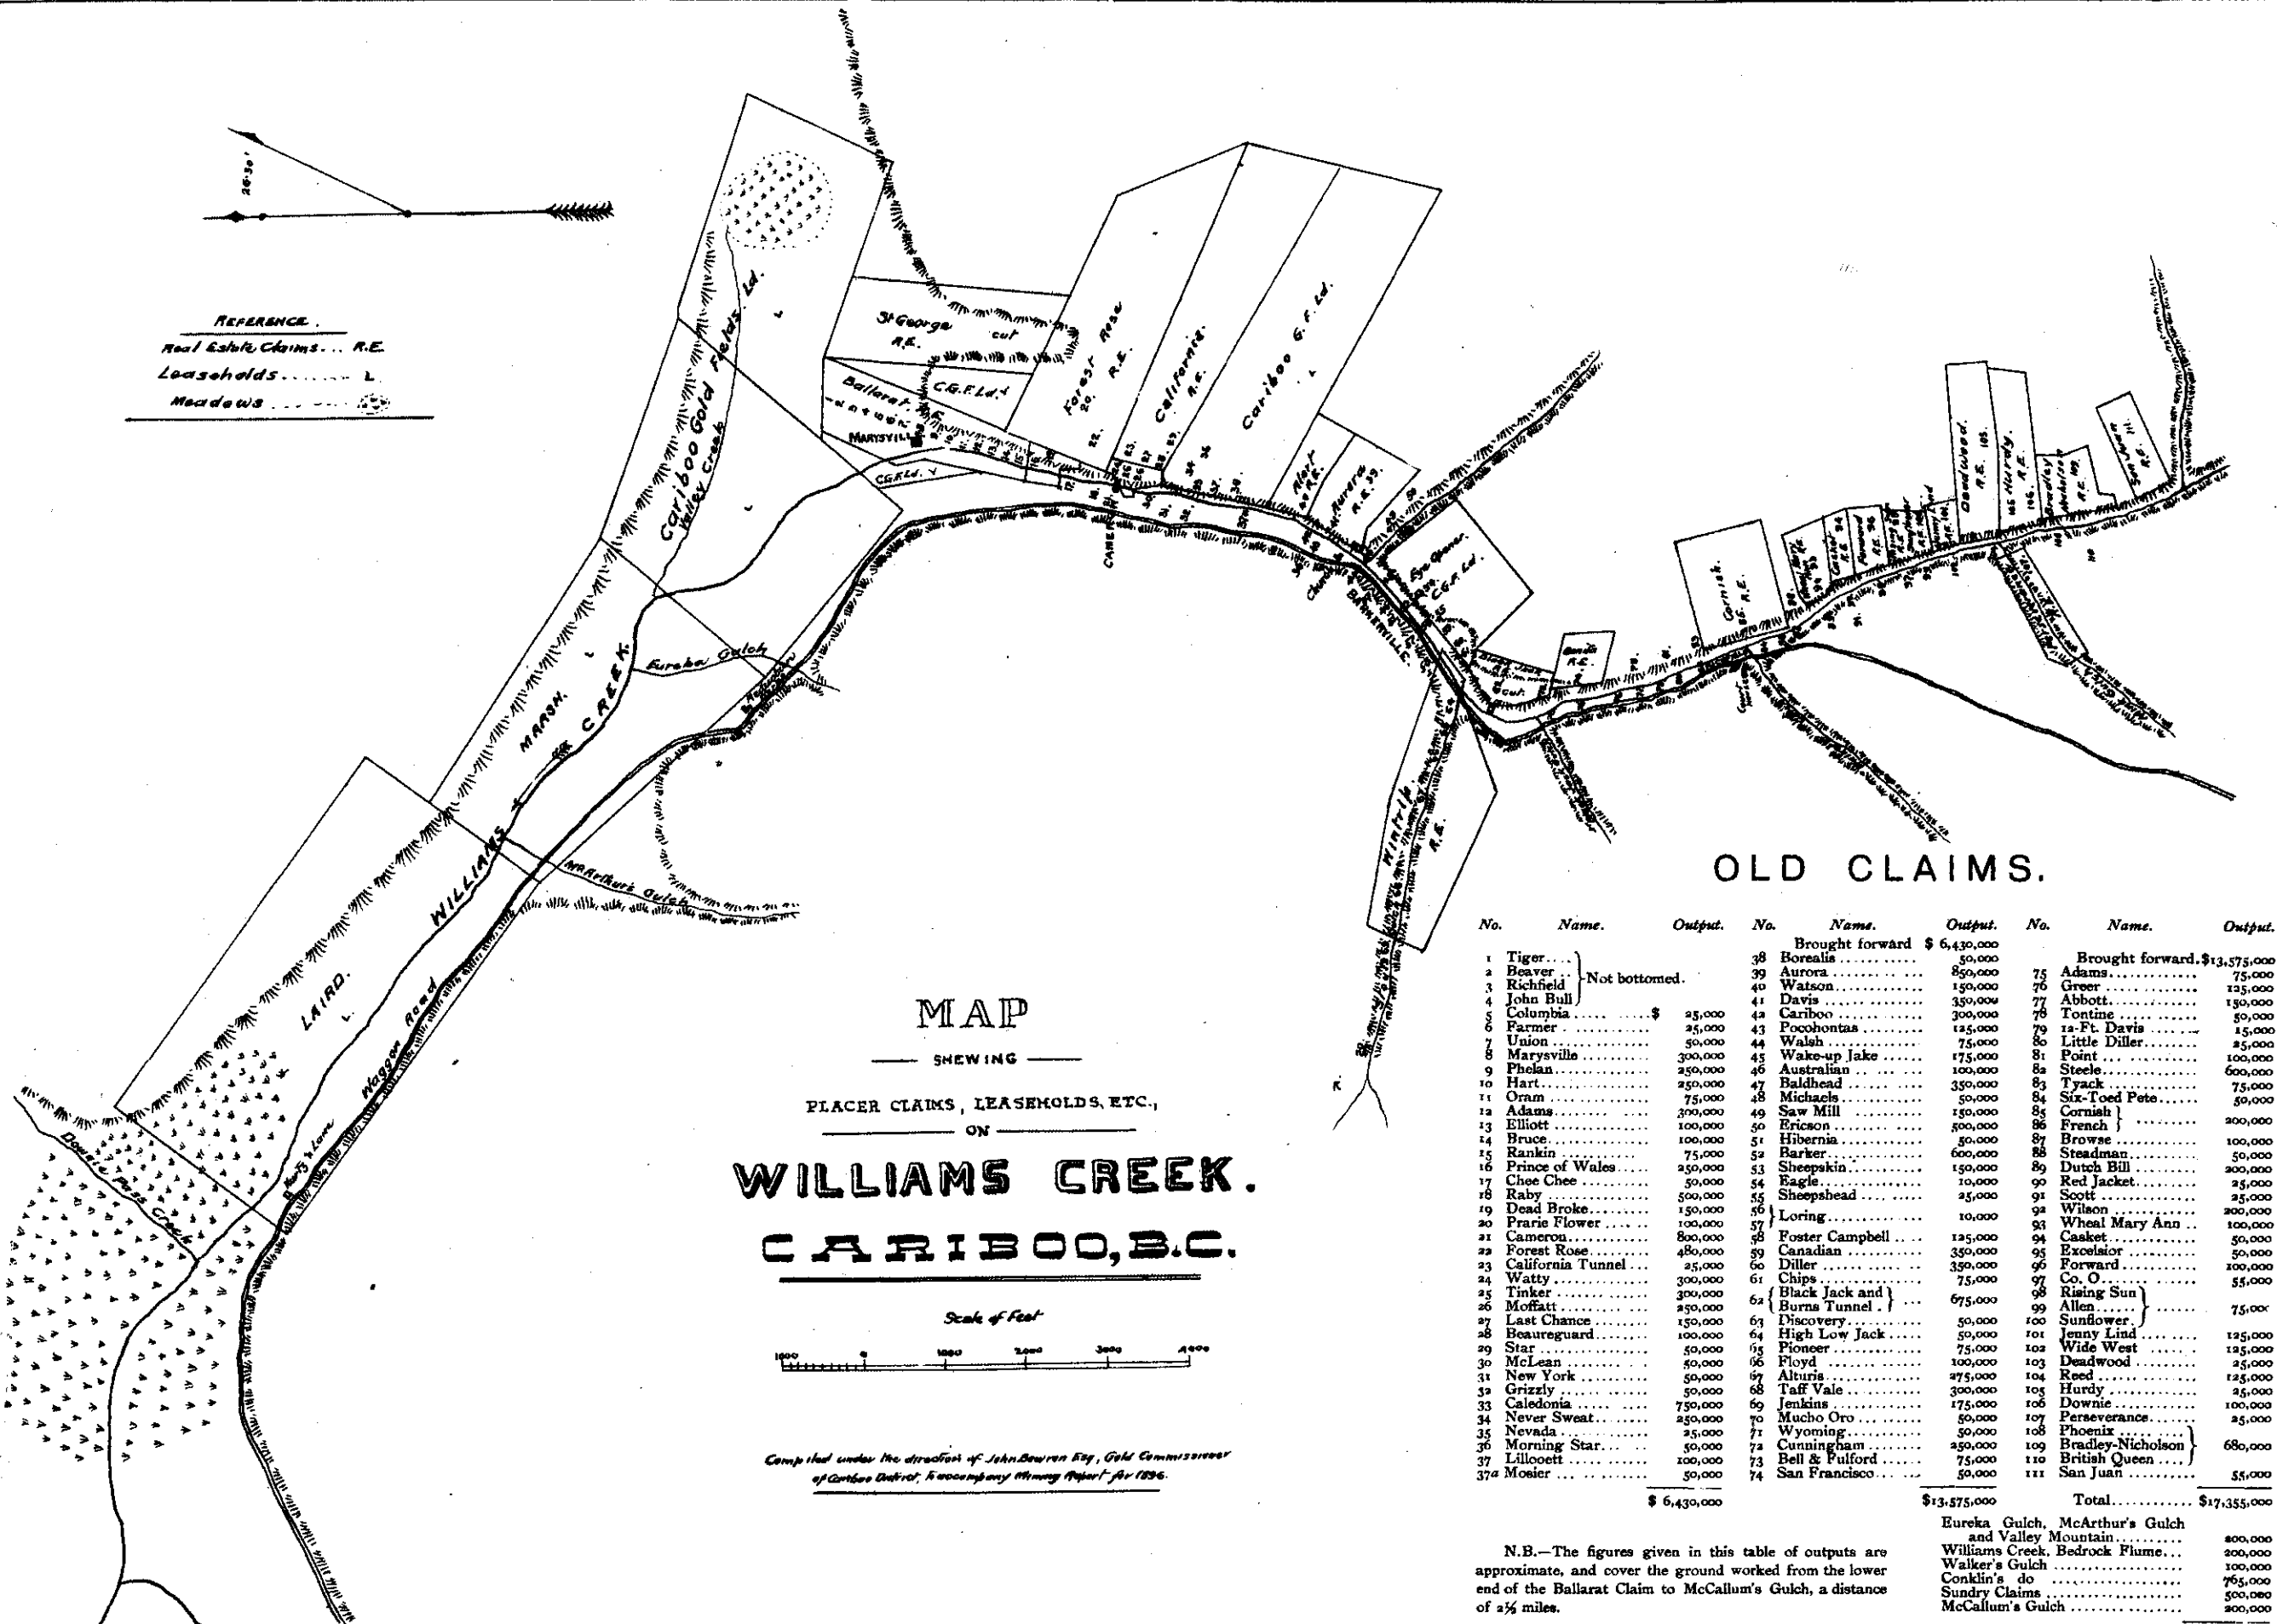 26·30'
REFERENCE.
Real Estate Claims... R.E.
Leaseholds........ L
Meadows
Cariboo Gold Fields. Ld.
L
Valley Creek
St George
R.E.
cut
C.G.F.Ld.
Ballarat. R.E.
MARYSVILLE
C.G.F.Ld.
Forest Rose
20. R.E.
22.
California.
R.E.
Cariboo G.F. Ld.
L
Alert
R.E.
Aurora
R.E. 39.
Eye Opener.
C.G.F. Ld.
BARKERVILLE.
Black Jack
cut
R.E.
Cornish.
R.E.
Deadwood.
R.E. 103.
105 Hurdy.
106. R.E.
Bradley
Nicholson
R.E. 109
San Juan
R.E. 111.
110
Wintrip.
R.E.
Eureka Gulch
MARSH.
L
WILLIAMS CREEK.
McArthur's Gulch
LAIRD.
L
Waggon Road
Downie Pass Creek
MAP
SHEWING
PLACER CLAIMS, LEASEHOLDS, ETC.,
ON
WILLIAMS CREEK.
CARIBOO, B.C.
Scale of Feet
1000 0 1000 2000 3000 4000
Compiled under the direction of John Bowron Esq, Gold Commissioner
of Cariboo District, to accompany Mining Report for 1896.
OLD CLAIMS.
No. Name. Output.
1 Tiger....
2 Beaver ..
3 Richfield
4 John Bull
Not bottomed.
5 Columbia ..... $ 25,000
6 Farmer 25,000
7 Union 50,000
8 Marysville 300,000
9 Phelan 250,000
10 Hart 250,000
11 Oram 75,000
12 Adams 300,000
13 Elliott 100,000
14 Bruce 100,000
15 Rankin 75,000
16 Prince of Wales 250,000
17 Chee Chee 50,000
18 Raby 500,000
19 Dead Broke 150,000
20 Prarie Flower 100,000
21 Cameron 800,000
22 Forest Rose 480,000
23 California Tunnel 25,000
24 Watty 300,000
25 Tinker 300,000
26 Moffatt 250,000
27 Last Chance 150,000
28 Beaureguard 100,000
29 Star 50,000
30 McLean 50,000
31 New York 50,000
32 Grizzly 50,000
33 Caledonia 750,000
34 Never Sweat 250,000
35 Nevada 25,000
36 Morning Star 50,000
37 Lillooett 100,000
37a Mosier 50,000
$ 6,430,000
No. Name. Output.
Brought forward $ 6,430,000
38 Borealis 50,000
39 Aurora 850,000
40 Watson 150,000
41 Davis 350,000
42 Cariboo 300,000
43 Pocohontas 125,000
44 Walsh 75,000
45 Wake-up Jake 175,000
46 Australian 100,000
47 Baldhead 350,000
48 Michaels 50,000
49 Saw Mill 150,000
50 Ericson 500,000
51 Hibernia 50,000
52 Barker 600,000
53 Sheepskin 150,000
54 Eagle 10,000
55 Sheepshead 25,000
56
57 Loring 10,000
58 Foster Campbell 125,000
59 Canadian 350,000
60 Diller 350,000
61 Chips 75,000
62 Black Jack and
Burns Tunnel ... 675,000
63 Discovery 50,000
64 High Low Jack 50,000
65 Pioneer 75,000
66 Floyd 100,000
67 Alturis 275,000
68 Taff Vale 300,000
69 Jenkins 175,000
70 Mucho Oro 50,000
71 Wyoming 50,000
72 Cunningham 250,000
73 Bell & Fulford 75,000
74 San Francisco 50,000
$13,575,000
No. Name. Output.
Brought forward. $13,575,000
75 Adams 75,000
76 Greer 125,000
77 Abbott 150,000
78 Tontine 50,000
79 12-Ft. Davis 15,000
80 Little Diller 25,000
81 Point 100,000
82 Steele 600,000
83 Tyack 75,000
84 Six-Toed Pete 50,000
85 Cornish
86 French 200,000
87 Browse 100,000
88 Steadman 50,000
89 Dutch Bill 200,000
90 Red Jacket 25,000
91 Scott 25,000
92 Wilson 200,000
93 Wheal Mary Ann 100,000
94 Casket 50,000
95 Excelsior 50,000
96 Forward 100,000
97 Co. O 55,000
98 Rising Sun
99 Allen 75,000
100 Sunflower
101 Jenny Lind 125,000
102 Wide West 125,000
103 Deadwood 25,000
104 Reed 125,000
105 Hurdy 25,000
106 Downie 100,000
107 Perseverance 25,000
108 Phoenix
109 Bradley-Nicholson 680,000
110 British Queen
111 San Juan 55,000
Total $17,355,000
Eureka Gulch, McArthur's Gulch
and Valley Mountain 800,000
Williams Creek, Bedrock Flume... 200,000
Walker's Gulch 100,000
Conklin's do 765,000
Sundry Claims 500,000
McCallum's Gulch 200,000
N.B.—The figures given in this table of outputs are
approximate, and cover the ground worked from the lower
end of the Ballarat Claim to McCallum's Gulch, a distance
of 2½ miles.